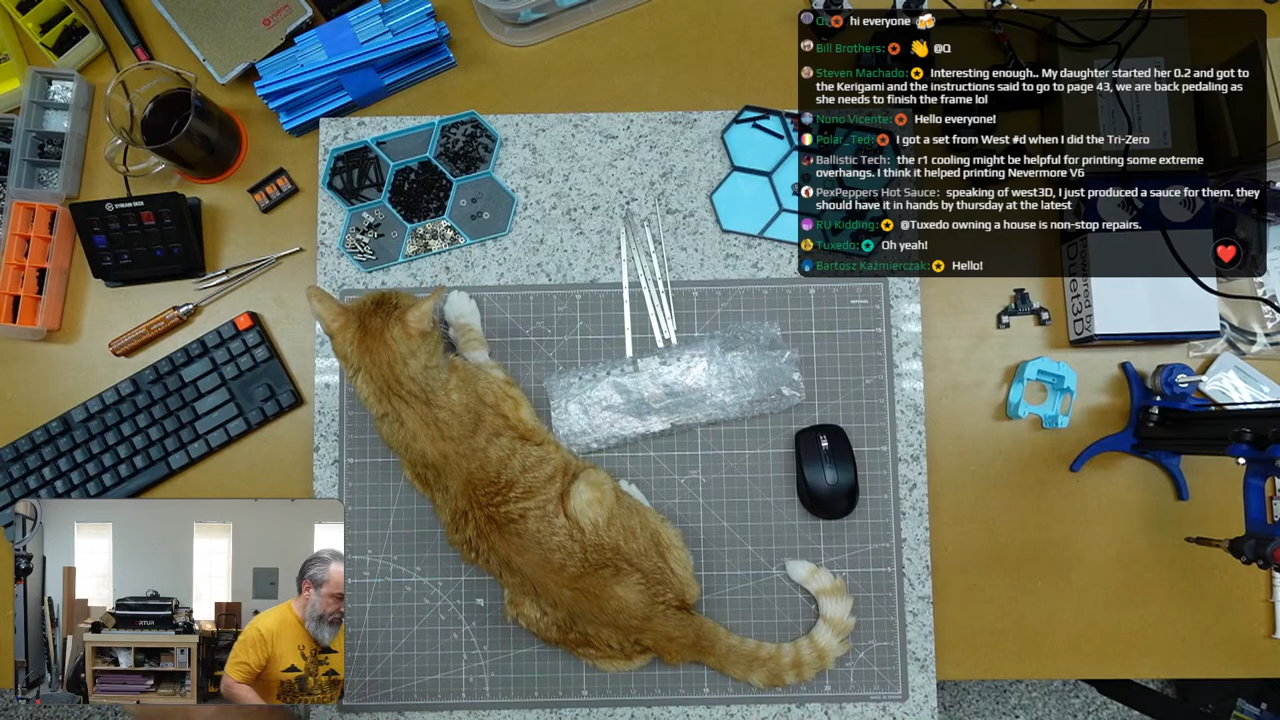 Q: hi everyone
Bill Brothers: @Q
Steven Machado: Interesting enough.. My daughter started her 0.2 and got to
the Kerigami and the instructions said to go to page 43, we are back pedaling as
she needs to finish the frame lol
Nuno Vicente: Hello everyone!
Polar_Ted: I got a set from West #d when I did the Tri-Zero
Ballistic Tech: the r1 cooling might be helpful for printing some extreme
overhangs. I think it helped printing Nevermore V6
PexPeppers Hot Sauce: speaking of west3D, I just produced a sauce for them. they
should have it in hands by thursday at the latest
RU Kidding: @Tuxedo owning a house is non-stop repairs.
Tuxedo: Oh yeah!
Bartosz Kaźmierczak: Hello!
STREAM DECK
Powered by
Duet3D
ORTUR